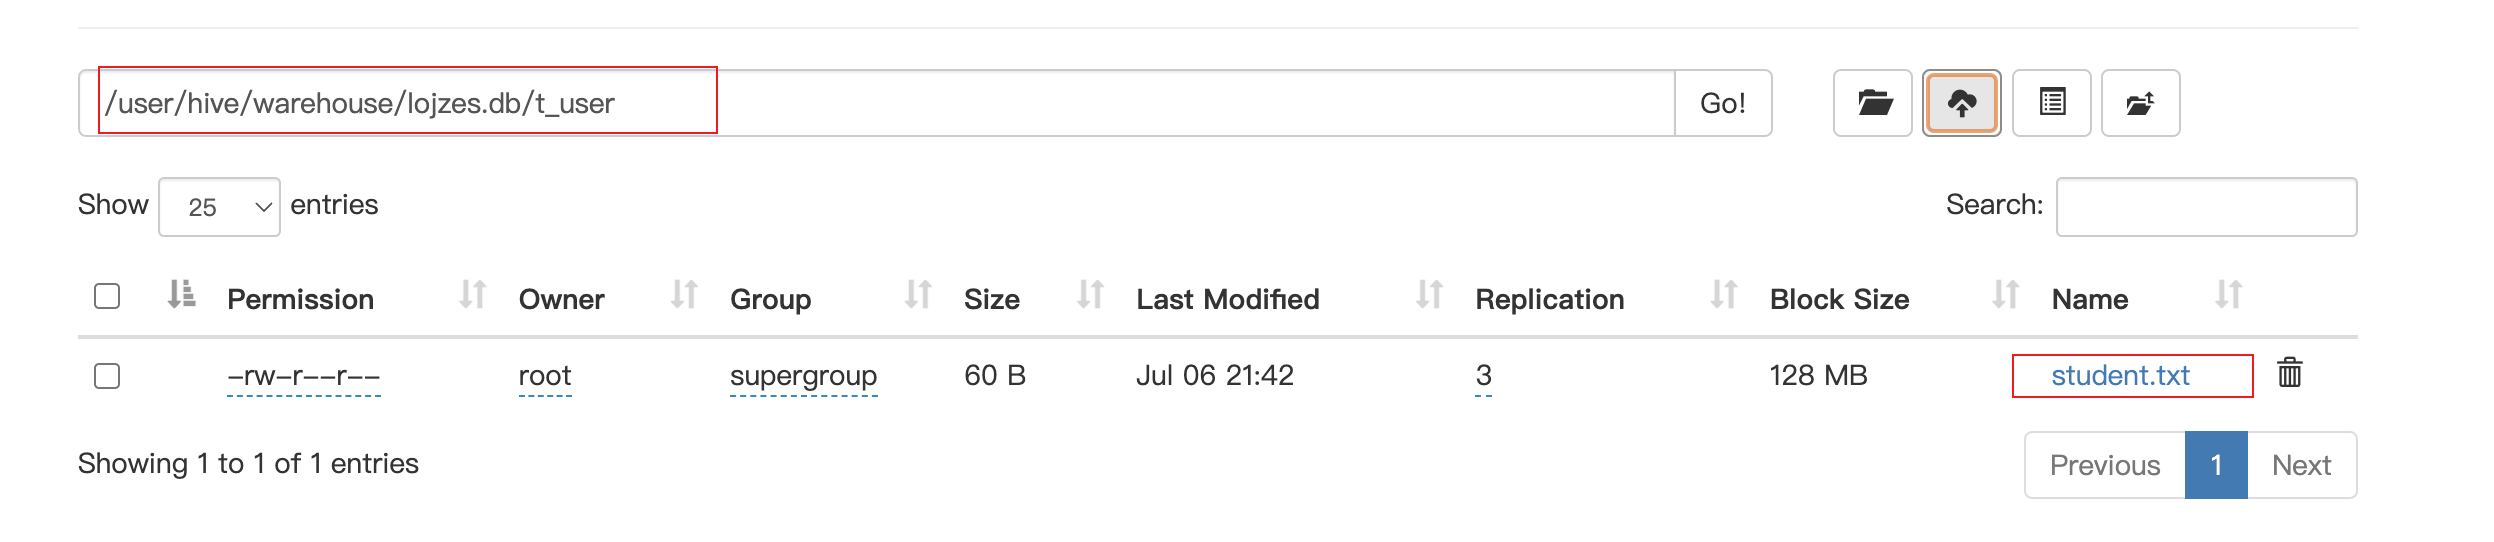 /user/hive/warehouse/lojzes.db/t_user Go!
Show 25 entries Search:
Permission Owner Group Size Last Modified Replication Block Size Name
-rw-r--r-- root supergroup 60 B Jul 06 21:42 3 128 MB student.txt
Showing 1 to 1 of 1 entries Previous 1 Next